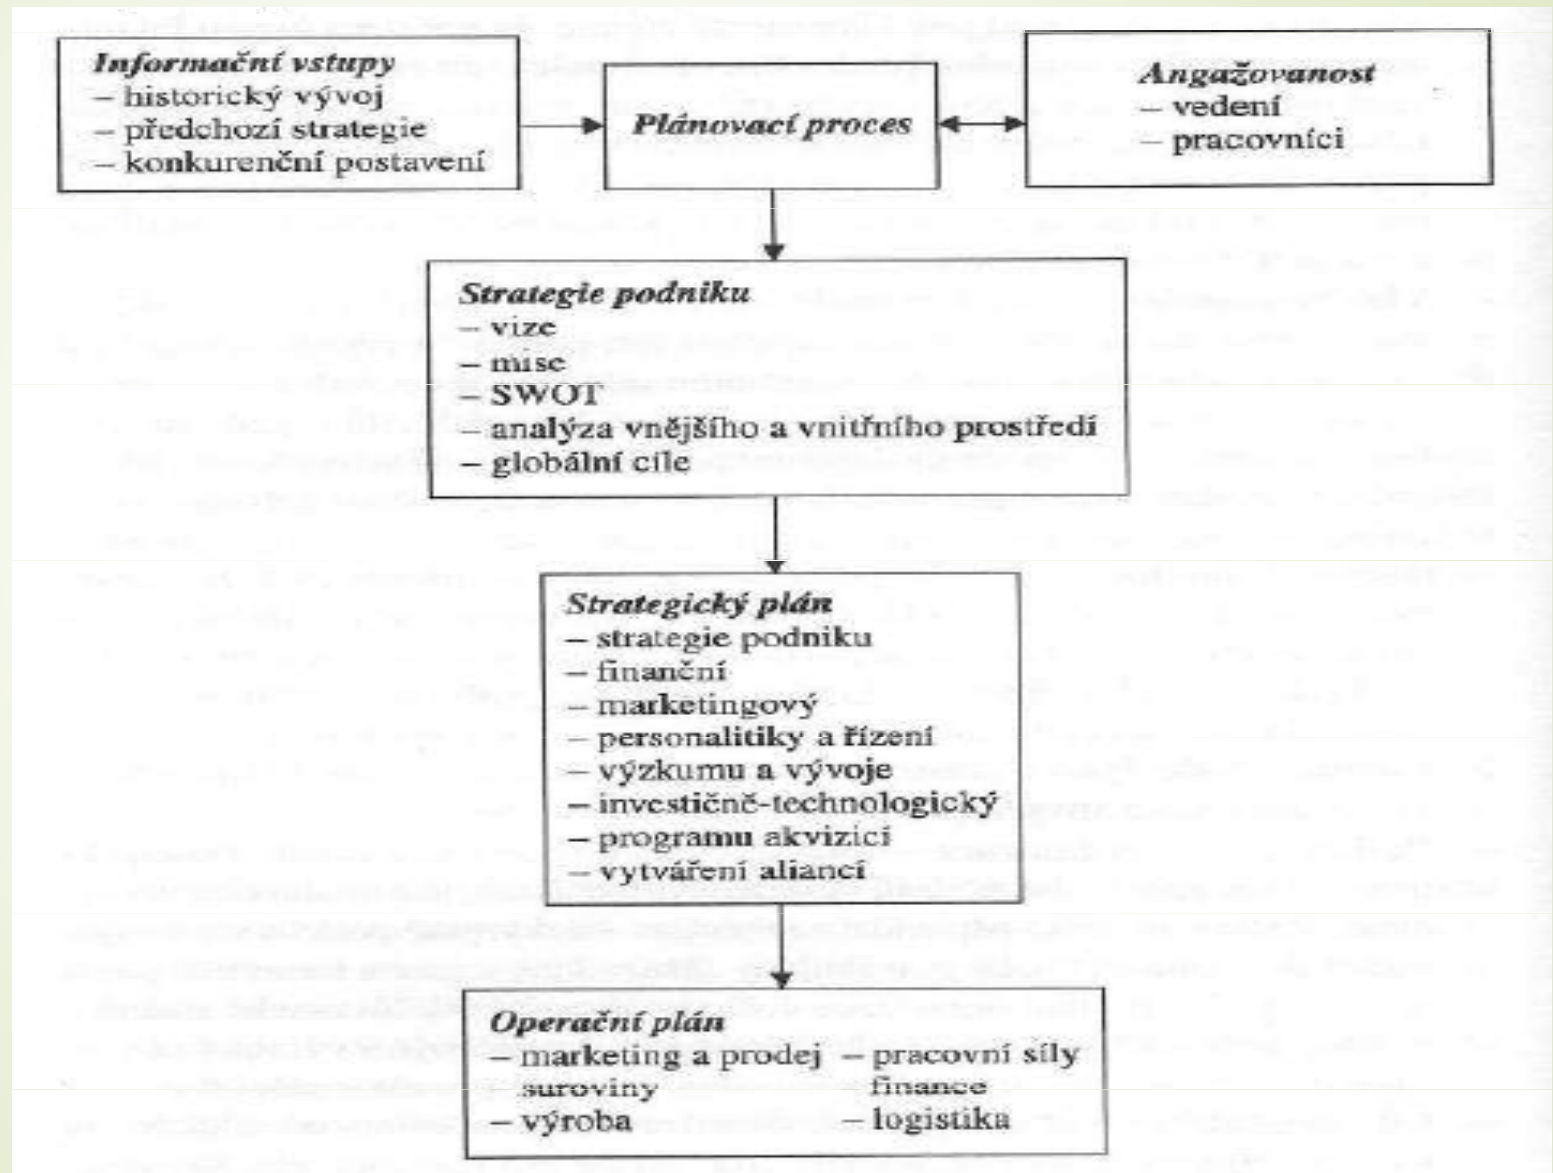 Informační vstupy
– historický vývoj
– předchozí strategie
– konkurenční postavení
Plánovací proces
Angažovanost
– vedení
– pracovníci
Strategie podniku
– vize
– mise
– SWOT
– analýza vnějšího a vnitřního prostředí
– globální cíle
Strategický plán
– strategie podniku
– finanční
– marketingový
– personalitiky a řízení
– výzkumu a vývoje
– investičně-technologický
– programu akvizicí
– vytváření aliancí
Operační plán
– marketing a prodej – pracovní síly
suroviny finance
– výroba – logistika